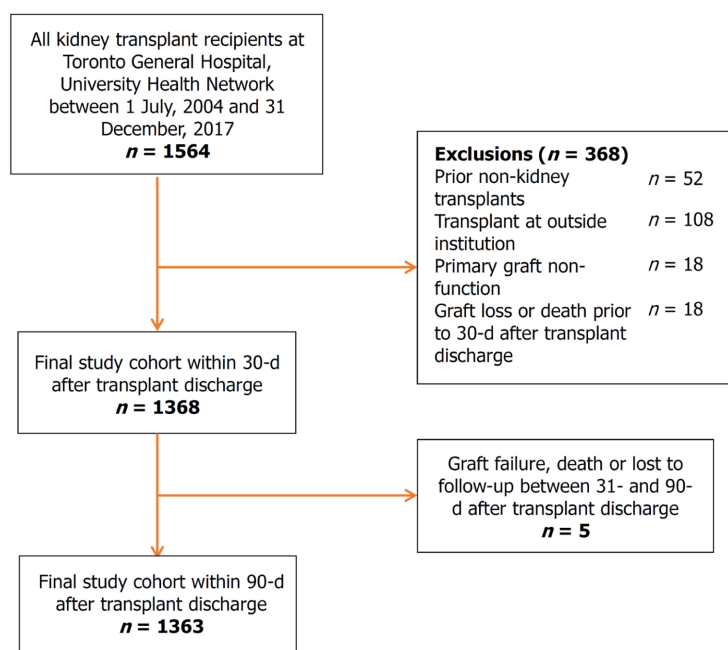 All kidney transplant recipients at
Toronto General Hospital,
University Health Network
between 1 July, 2004 and 31
December, 2017
n = 1564
Exclusions (n = 368)
Prior non-kidney n = 52
transplants
Transplant at outside n = 108
institution
Primary graft non- n = 18
function
Graft loss or death prior n = 18
to 30-d after transplant
discharge
Final study cohort within 30-d
after transplant discharge
n = 1368
Graft failure, death or lost to
follow-up between 31- and 90-
d after transplant discharge
n = 5
Final study cohort within 90-d
after transplant discharge
n = 1363